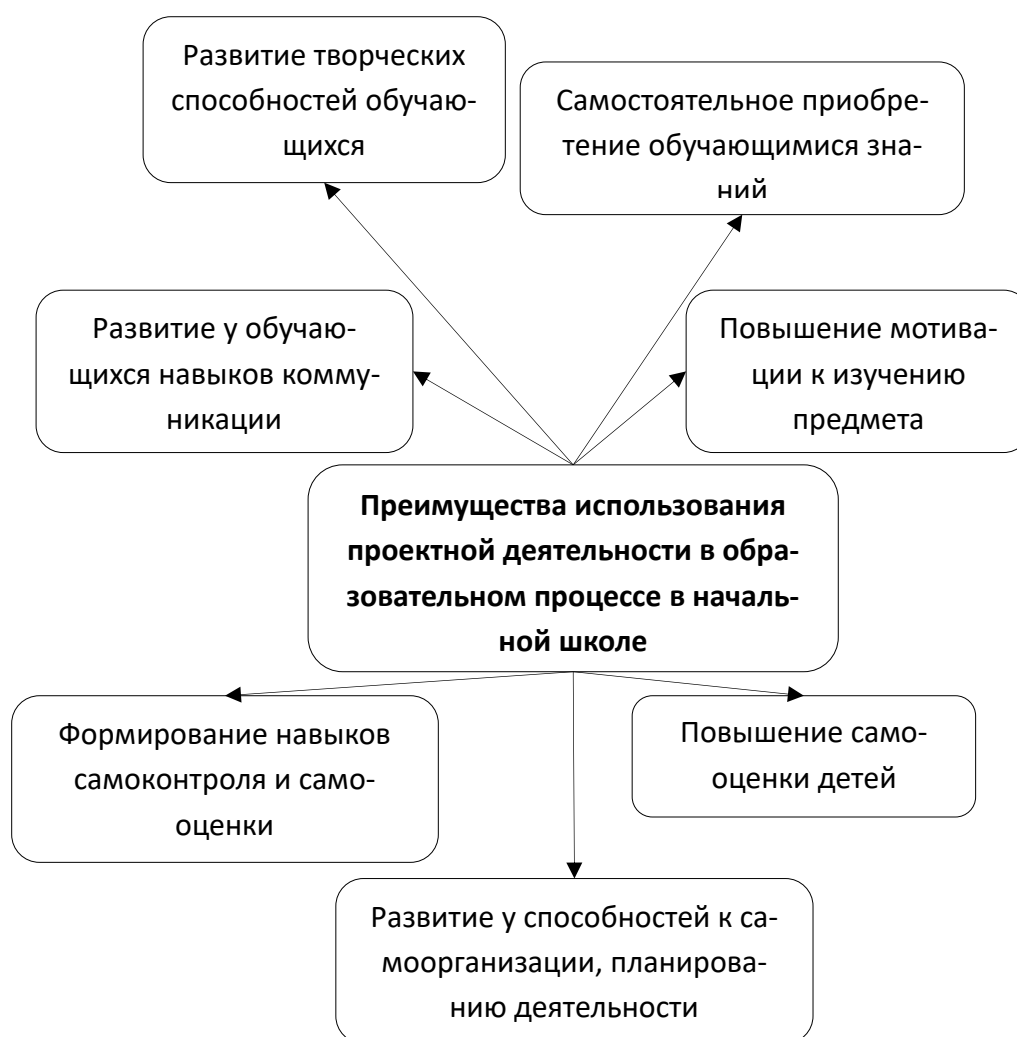 Развитие творческих
способностей обучаю-
щихся
Самостоятельное приобре-
тение обучающимися зна-
ний
Развитие у обучаю-
щихся навыков комму-
никации
Повышение мотива-
ции к изучению
предмета
Преимущества использования
проектной деятельности в обра-
зовательном процессе в началь-
ной школе
Формирование навыков
самоконтроля и само-
оценки
Повышение само-
оценки детей
Развитие у способностей к са-
моорганизации, планирова-
нию деятельности